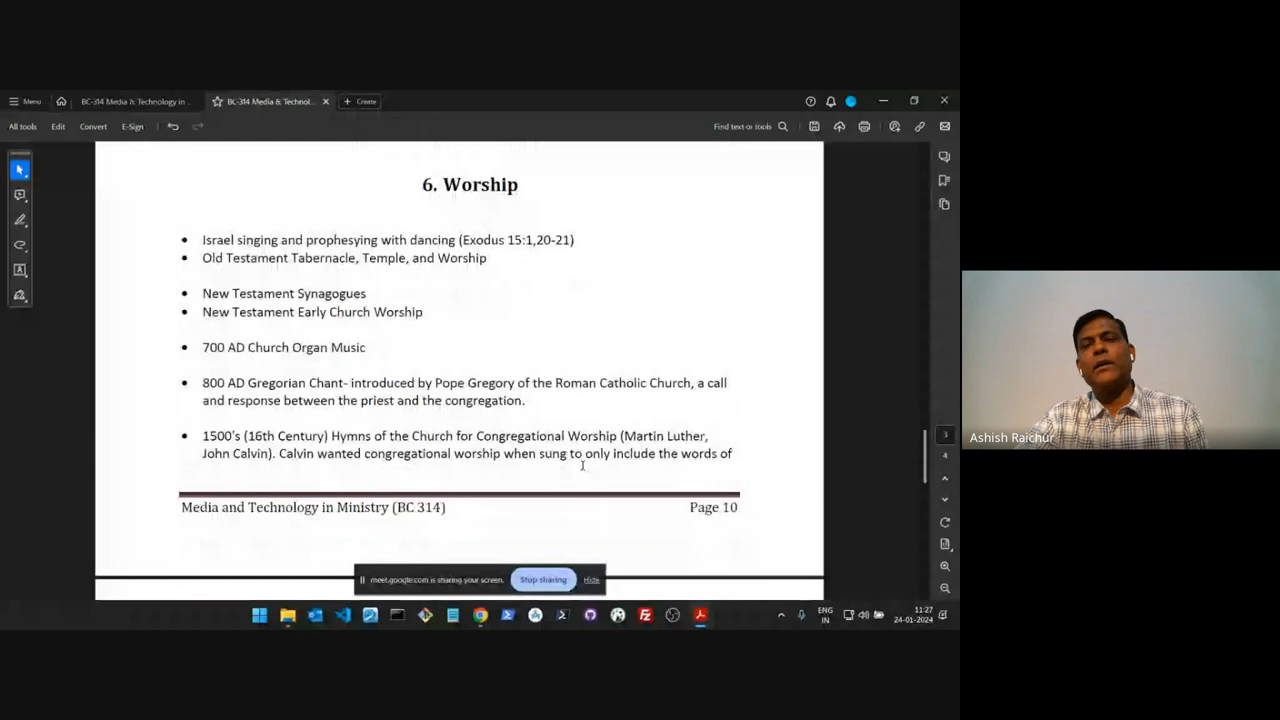 Menu
BC-314 Media & Technology in ...
BC-314 Media & Technol...
Create
All tools
Edit
Convert
E-Sign
Find text or tools
6. Worship
• Israel singing and prophesying with dancing (Exodus 15:1,20-21)
• Old Testament Tabernacle, Temple, and Worship
• New Testament Synagogues
• New Testament Early Church Worship
• 700 AD Church Organ Music
• 800 AD Gregorian Chant- introduced by Pope Gregory of the Roman Catholic Church, a call
and response between the priest and the congregation.
• 1500's (16th Century) Hymns of the Church for Congregational Worship (Martin Luther,
John Calvin). Calvin wanted congregational worship when sung to only include the words of
Media and Technology in Ministry (BC 314)
Page 10
3
4
Ashish Raichur
meet.google.com is sharing your screen.
Stop sharing
Hide
ENG
IN
11:27
24-01-2024